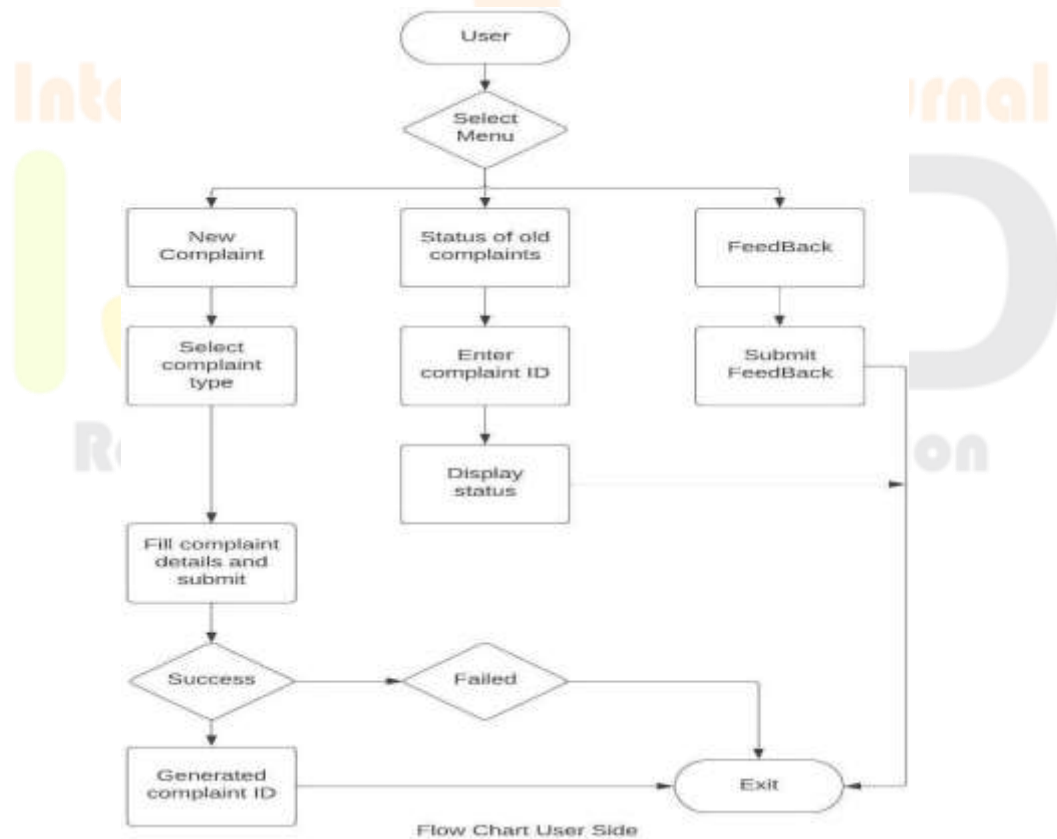 User
Select
Menu
New
Complaint
Status of old
complaints
FeedBack
Select
complaint
type
Enter
complaint ID
Submit
FeedBack
Display
status
Fill complaint
details and
submit
Success
Failed
Generated
complaint ID
Exit
Flow Chart User Side